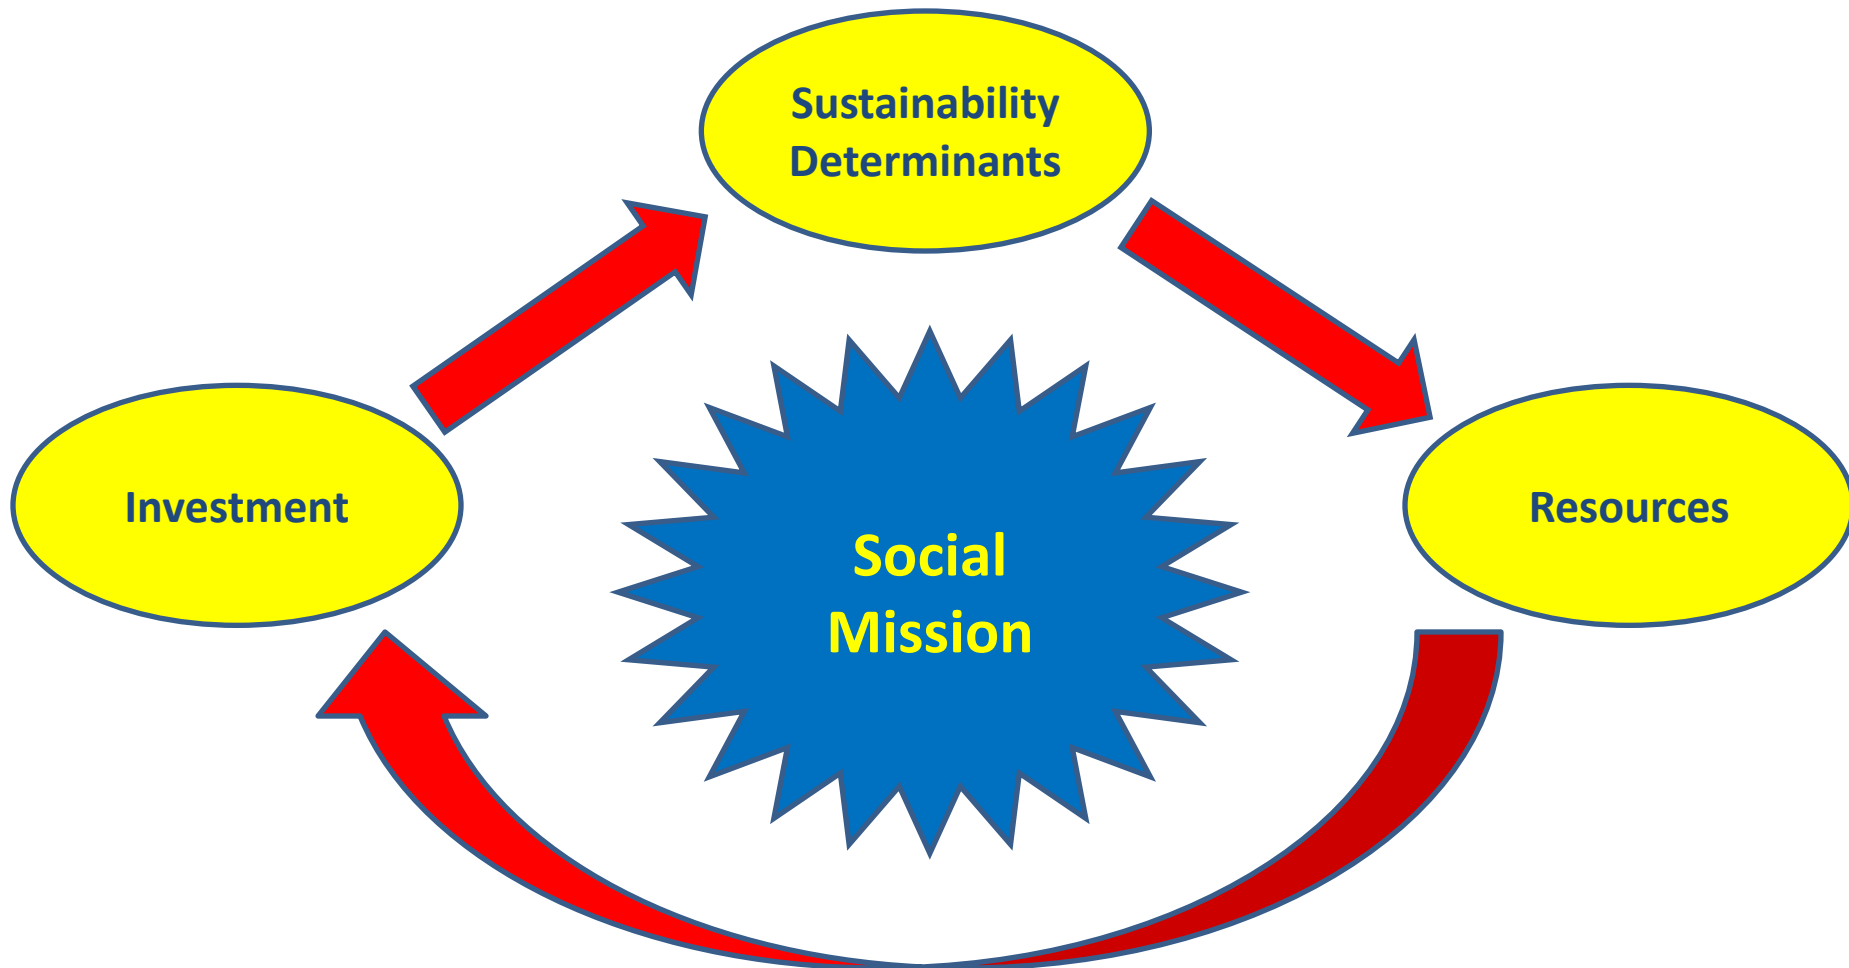 Sustainability
Determinants
Investment
Resources
Social
Mission